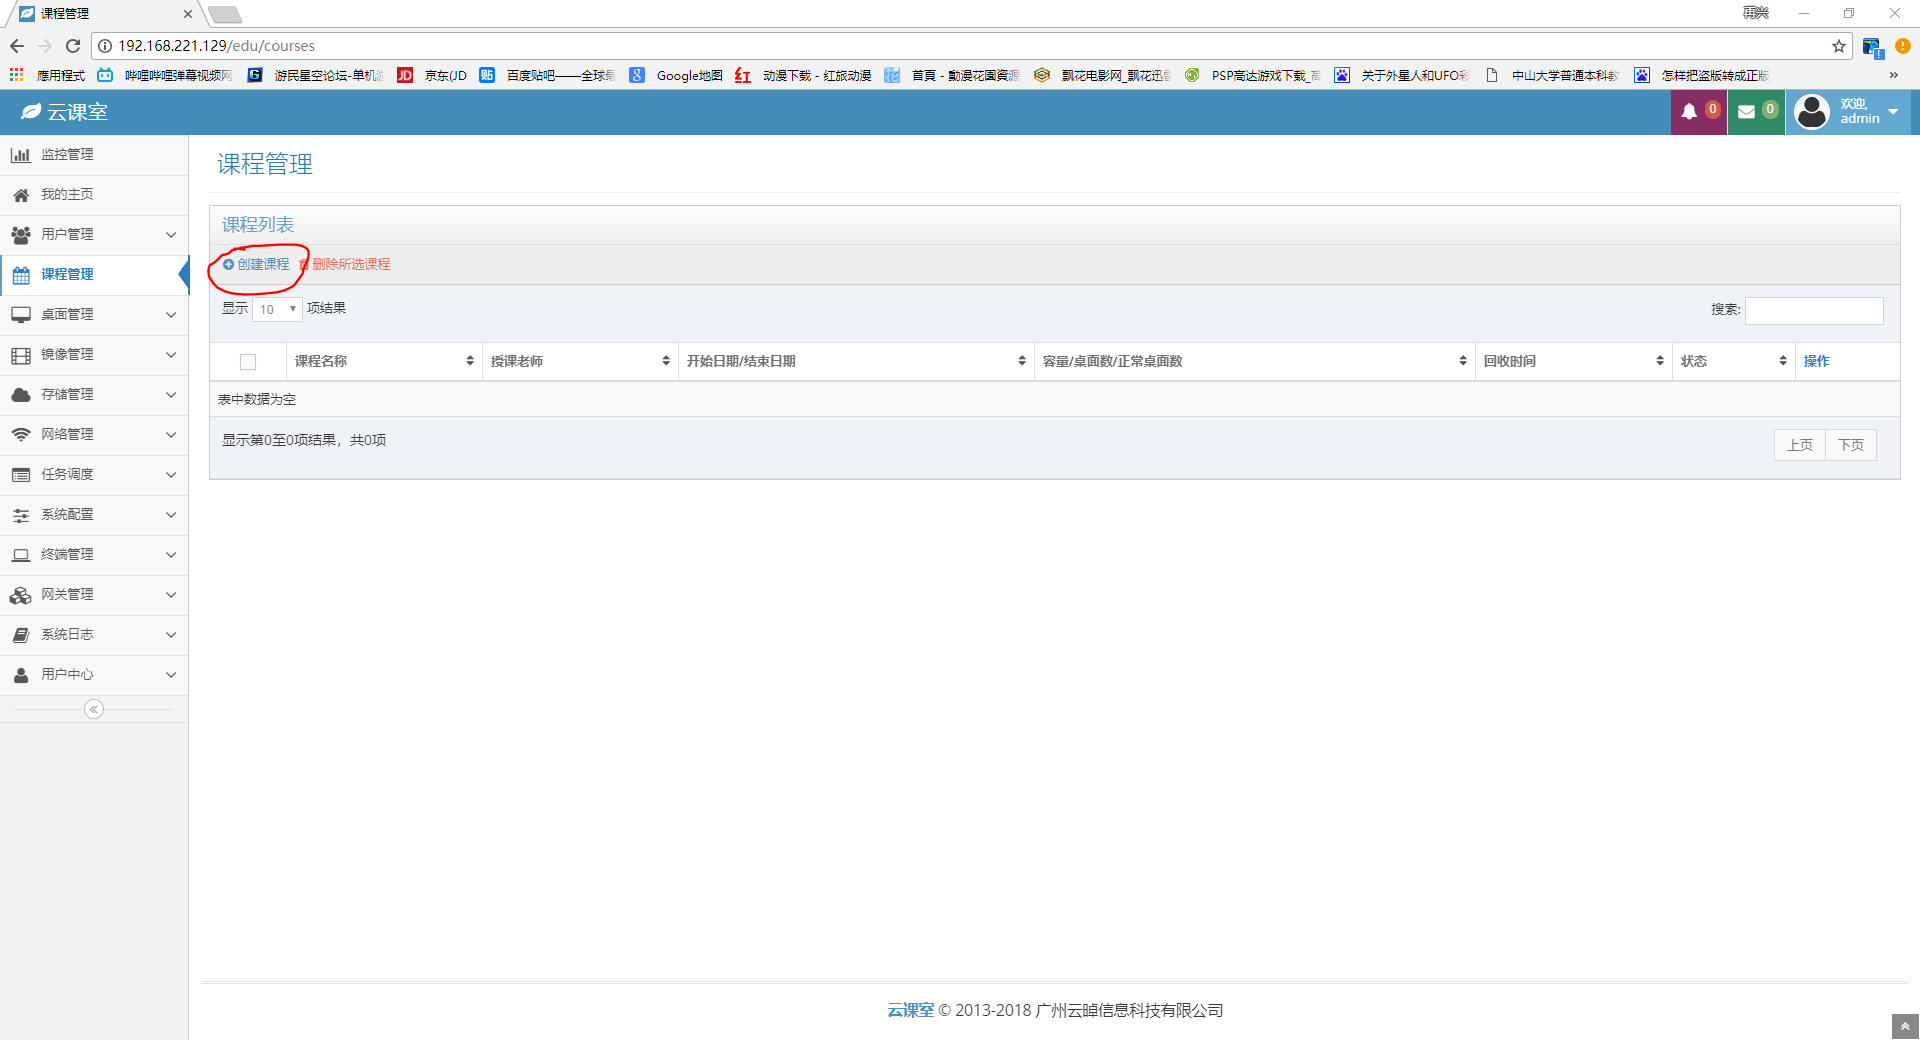 课程管理
再兴
192.168.221.129/edu/courses
應用程式 哔哩哔哩弹幕视频网 游民星空论坛-单机游 京东(JD 百度贴吧——全球最 Google地图 动漫下载 - 红旅动漫 首頁 - 動漫花園資源 飘花电影网_飘花迅雷 PSP高达游戏下载_高 关于外星人和UFO彩 中山大学普通本科教 怎样把盗版转成正版 »
云课室
0
0
欢迎,
admin
监控管理
我的主页
用户管理
课程管理
桌面管理
镜像管理
存储管理
网络管理
任务调度
系统配置
终端管理
网关管理
系统日志
用户中心
课程管理
课程列表
创建课程 删除所选课程
显示 10 项结果 搜索:
课程名称 授课老师 开始日期/结束日期 容量/桌面数/正常桌面数 回收时间 状态 操作
表中数据为空
显示第0至0项结果，共0项 上页 下页
云课室 © 2013-2018 广州云晫信息科技有限公司